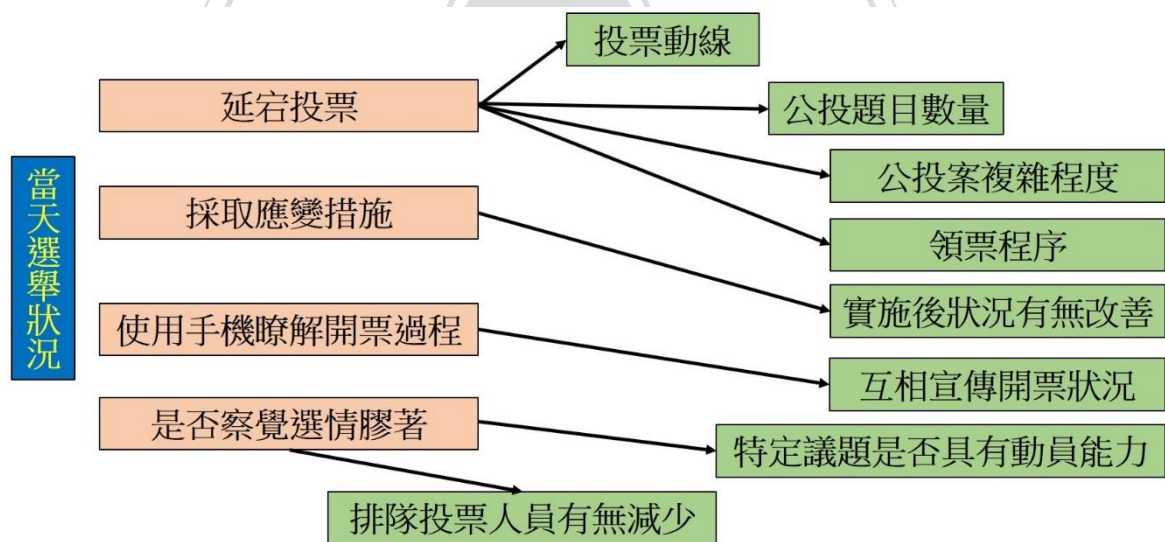 當天選舉狀況
延宕投票
採取應變措施
使用手機瞭解開票過程
是否察覺選情膠著
投票動線
公投題目數量
公投案複雜程度
領票程序
實施後狀況有無改善
互相宣傳開票狀況
特定議題是否具有動員能力
排隊投票人員有無減少